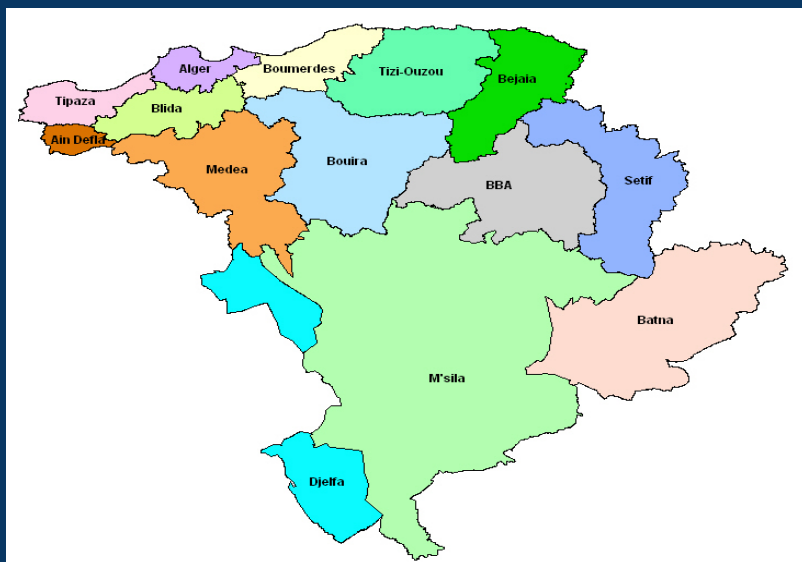 Alger
Boumerdes
Tizi-Ouzou
Bejaia
Tipaza
Blida
Ain Defla
Medea
Bouira
BBA
Setif
Batna
M'sila
Djelfa